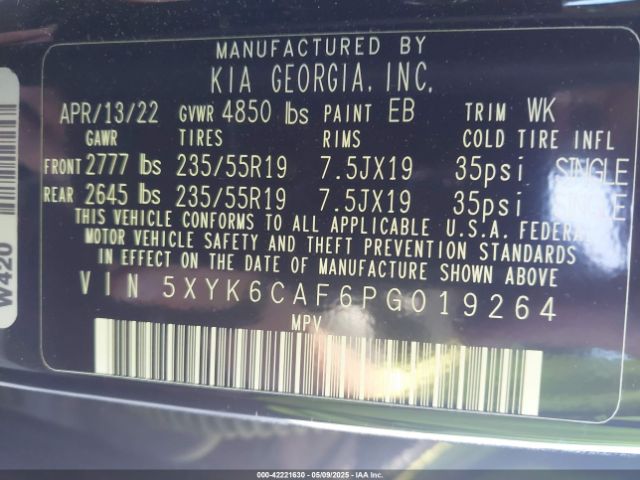 MANUFACTURED BY
KIA GEORGIA, INC.
APR/13/22 GVWR 4850 lbs PAINT EB TRIM WK
GAWR TIRES RIMS COLD TIRE INFL
FRONT 2777 lbs 235/55R19 7.5JX19 35psi SINGLE
REAR 2645 lbs 235/55R19 7.5JX19 35psi SINGLE
THIS VEHICLE CONFORMS TO ALL APPLICABLE U.S.A. FEDERAL
MOTOR VEHICLE SAFETY AND THEFT PREVENTION STANDARDS
IN EFFECT ON THE DATE OF MANUFACTURE SHOWN ABOVE
VIN 5XYK6CAF6PG019264
MPV
W420
000-42221630 - 05/09/2025 - IAAI.COM